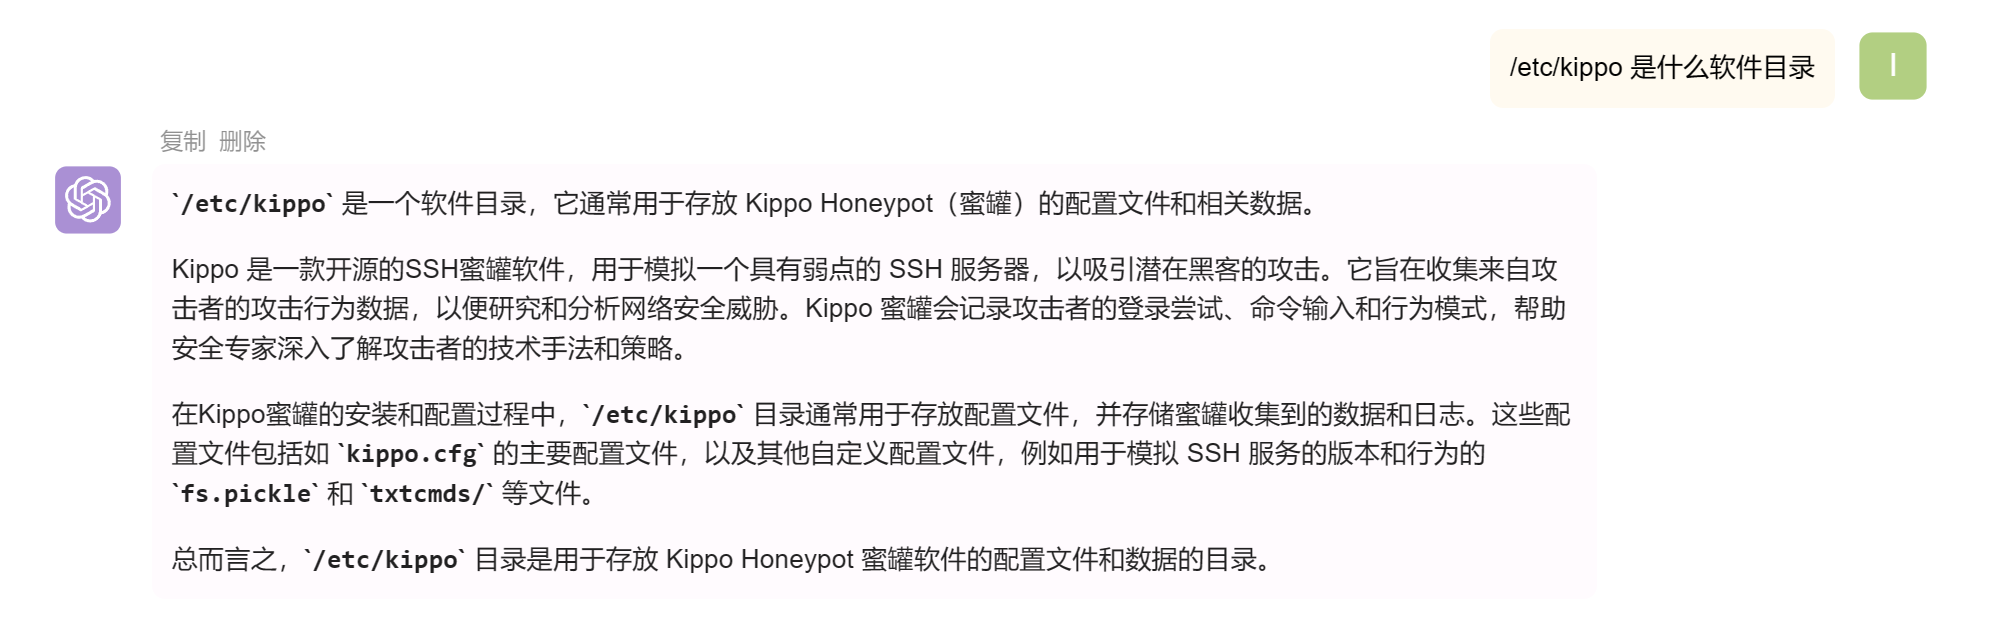 /etc/kippo 是什么软件目录
I
复制 删除
`/etc/kippo` 是一个软件目录，它通常用于存放 Kippo Honeypot（蜜罐）的配置文件和相关数据。
Kippo 是一款开源的SSH蜜罐软件，用于模拟一个具有弱点的 SSH 服务器，以吸引潜在黑客的攻击。它旨在收集来自攻
击者的攻击行为数据，以便研究和分析网络安全威胁。Kippo 蜜罐会记录攻击者的登录尝试、命令输入和行为模式，帮助
安全专家深入了解攻击者的技术手法和策略。
在Kippo蜜罐的安装和配置过程中，`/etc/kippo` 目录通常用于存放配置文件，并存储蜜罐收集到的数据和日志。这些配
置文件包括如 `kippo.cfg` 的主要配置文件，以及其他自定义配置文件，例如用于模拟 SSH 服务的版本和行为的
`fs.pickle` 和 `txtcmds/` 等文件。
总而言之，`/etc/kippo` 目录是用于存放 Kippo Honeypot 蜜罐软件的配置文件和数据的目录。